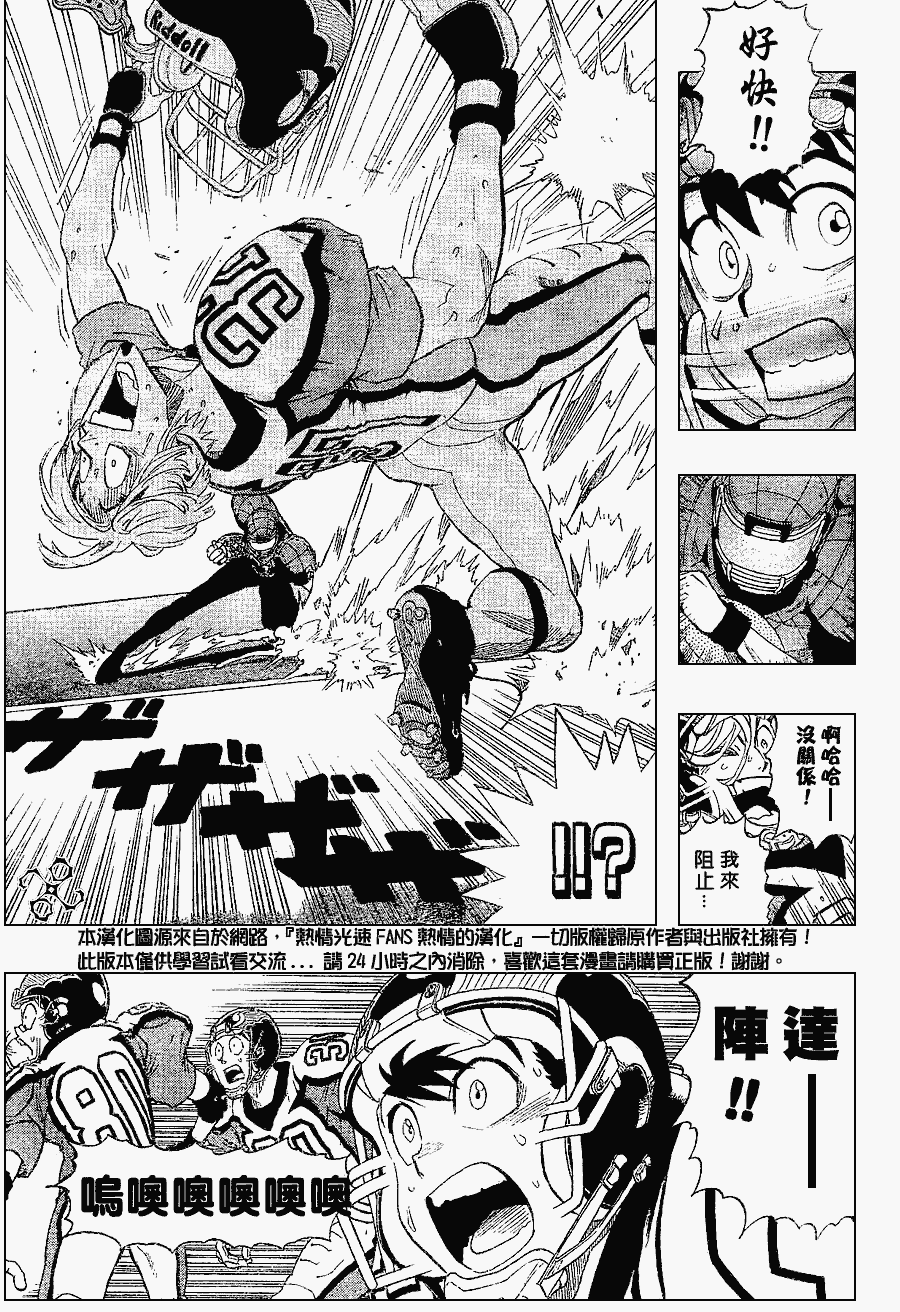 好快!!
啊哈哈—
沒關係！
我來
阻止…
Riddoll
ザザザザ
!!?
本漢化圖源來自於網路，『熱情光速 FANS 熱情的漢化』一切版權歸原作者與出版社擁有！
此版本僅供學習試看交流... 請 24 小時之內消除，喜歡這套漫畫請購買正版！謝謝。
達—
陣!!
80
嗚噢噢噢噢噢